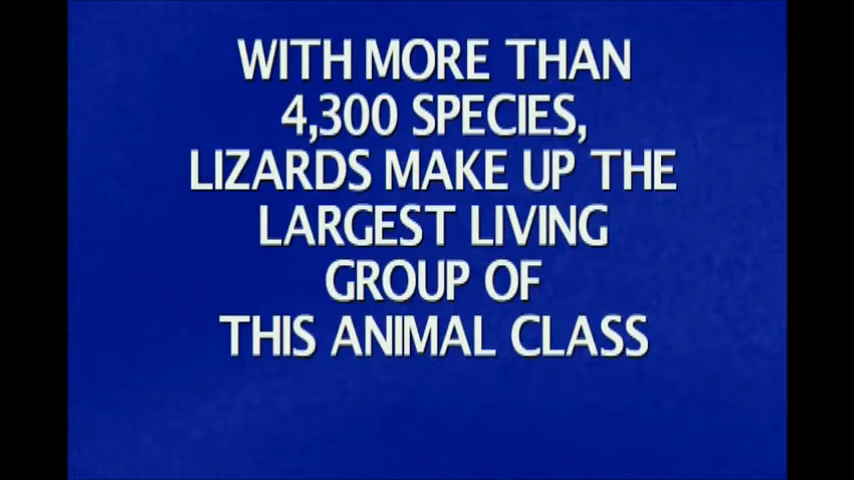 WITH MORE THAN
4,300 SPECIES,
LIZARDS MAKE UP THE
LARGEST LIVING
GROUP OF
THIS ANIMAL CLASS